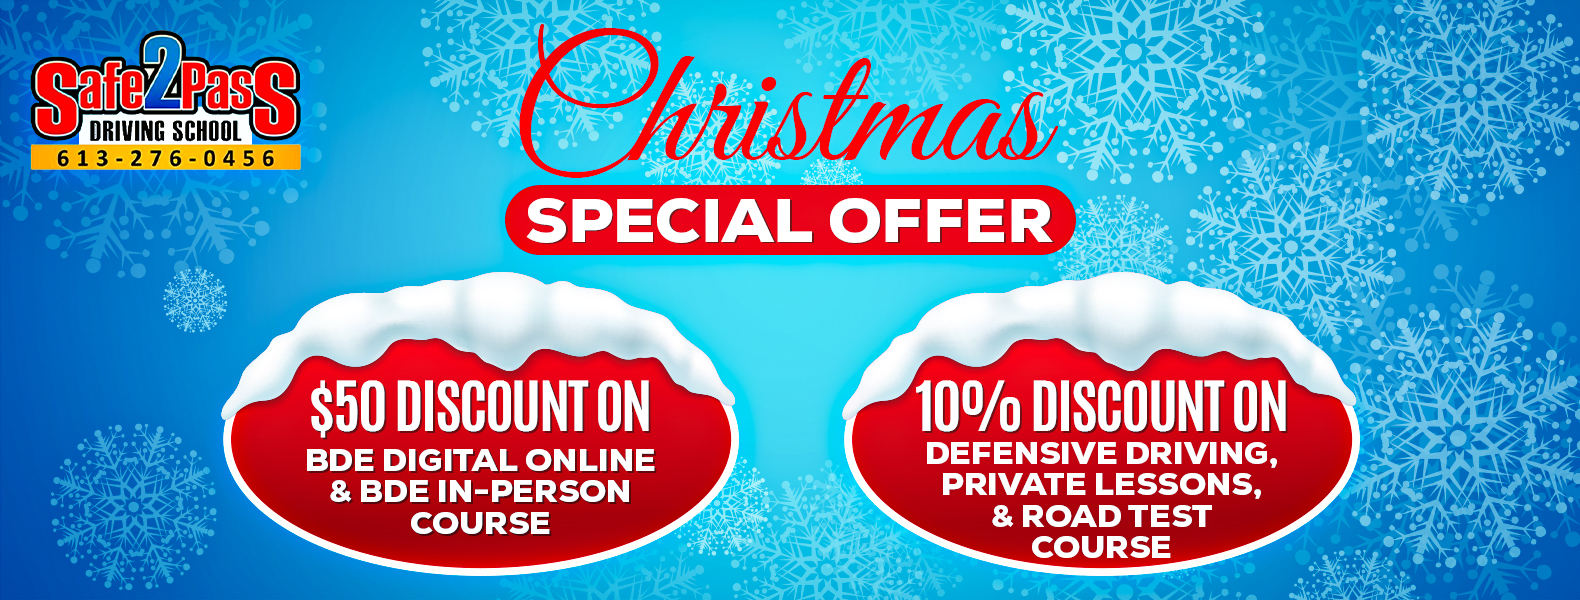 Safe2Pass
DRIVING SCHOOL
613-276-0456
Christmas
SPECIAL OFFER
$50 DISCOUNT ON
BDE DIGITAL ONLINE
& BDE IN-PERSON
COURSE
10% DISCOUNT ON
DEFENSIVE DRIVING,
PRIVATE LESSONS,
& ROAD TEST
COURSE